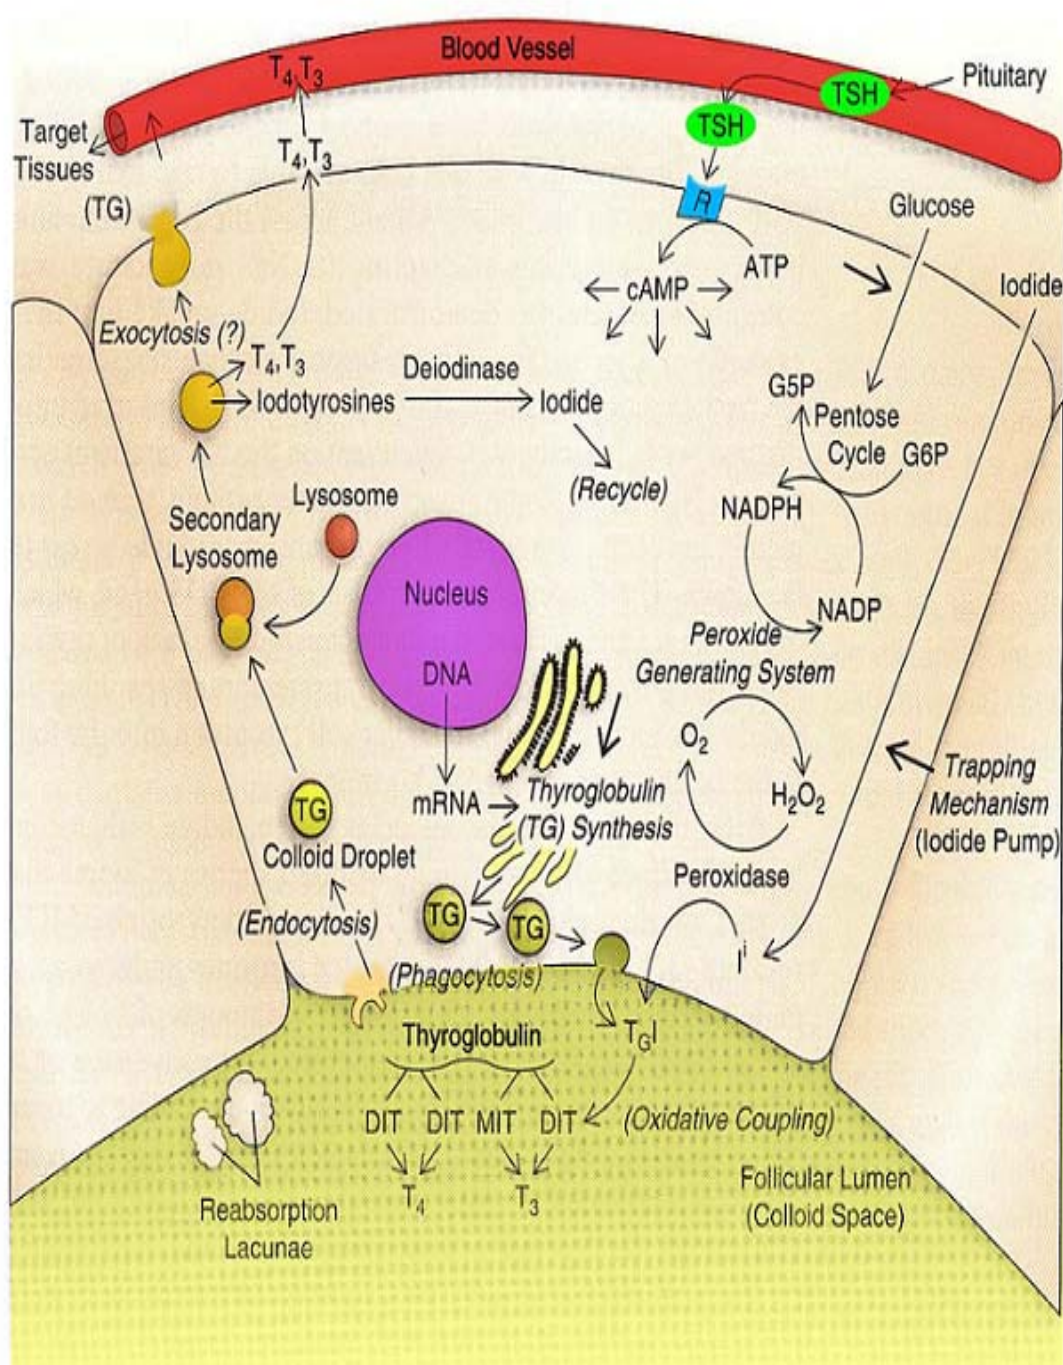 Blood Vessel
T4,T3
TSH
Pituitary
TSH
Target
Tissues
T4,T3
(TG)
R
Glucose
ATP
cAMP
Iodide
Exocytosis (?)
T4,T3
Deiodinase
Iodotyrosines
Iodide
G5P
Pentose
Cycle
G6P
(Recycle)
NADPH
Lysosome
Secondary
Lysosome
Nucleus
NADP
Peroxide
Generating System
DNA
O2
H2O2
Trapping
Mechanism
(Iodide Pump)
TG
mRNA
Thyroglobulin
(TG) Synthesis
Colloid Droplet
Peroxidase
(Endocytosis)
TG
TG
Ii
(Phagocytosis)
Thyroglobulin
TGI
DIT
DIT
MIT
DIT
(Oxidative Coupling)
T4
T3
Follicular Lumen
(Colloid Space)
Reabsorption
Lacunae